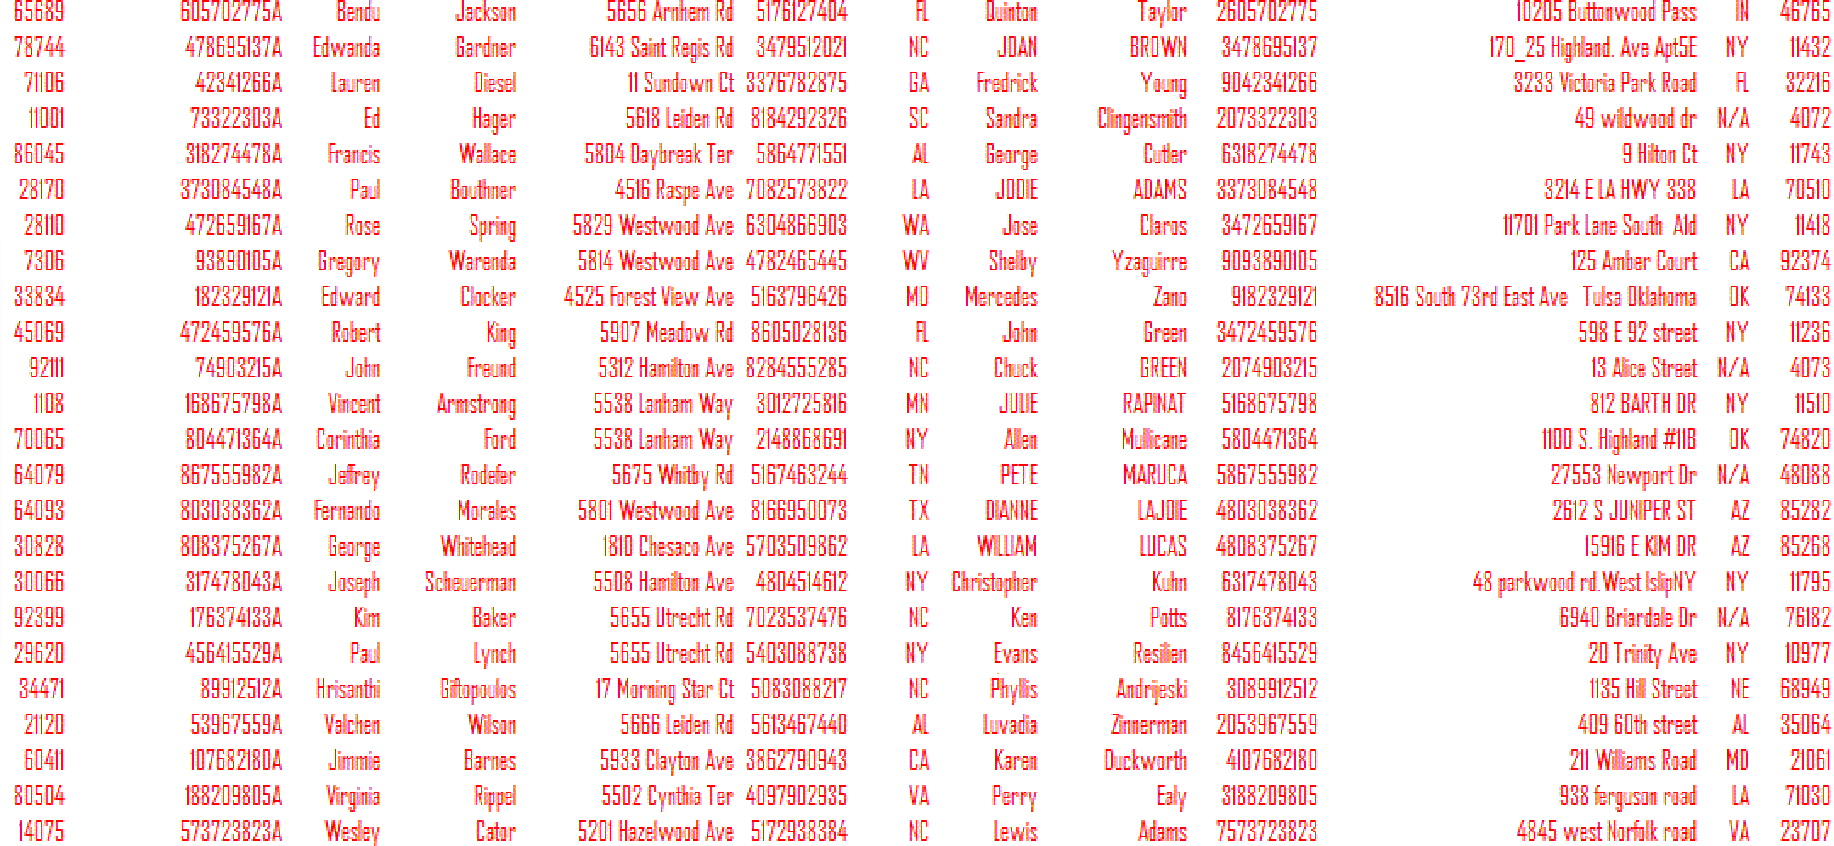 65689 605702775A Bendu Jackson 5656 Arnhem Rd 5176127404 FL Quinton Taylor 2605702775 10205 Buttonwood Pass IN 46765
78744 478695137A Edwanda Gardner 6143 Saint Regis Rd 3479512021 NC JOAN BROWN 3478695137 170_25 Highland. Ave Apt5E NY 11432
71106 42341266A Lauren Diesel 11 Sundown Ct 3376782875 GA Fredrick Young 9042341266 3233 Victoria Park Road FL 32216
11001 73322303A Ed Hager 5618 Leiden Rd 8184292326 SC Sandra Clingensmith 2073322303 49 wildwood dr N/A 4072
86045 318274478A Francis Wallace 5804 Daybreak Ter 5864771551 AL George Cutler 6318274478 9 Hilton Ct NY 11743
28170 373084548A Paul Bouthner 4516 Raspe Ave 7082573822 LA JODIE ADAMS 3373084548 3214 E LA HWY 338 LA 70510
28110 472659167A Rose Spring 5829 Westwood Ave 6304866903 WA Jose Claros 3472659167 11701 Park Lane South A1d NY 11418
7306 93890105A Gregory Warenda 5814 Westwood Ave 4782465445 WV Shelby Yzaguirre 9093890105 125 Amber Court CA 92374
33834 182329121A Edward Clocker 4525 Forest View Ave 5163796426 MO Mercedes Zano 9182329121 8516 South 73rd East Ave Tulsa Oklahoma OK 74133
45069 472459576A Robert King 5907 Meadow Rd 8605028136 FL John Green 3472459576 598 E 92 street NY 11236
92111 74903215A John Freund 5312 Hamilton Ave 8284555285 NC Chuck GREEN 2074903215 13 Alice Street N/A 4073
1108 168675798A Vincent Armstrong 5538 Lanham Way 3012725816 MN JULIE RAPINAT 5168675798 812 BARTH DR NY 11510
70065 804471364A Corinthia Ford 5538 Lanham Way 2148868691 NY Allen Mullicane 5804471364 1100 S. Highland #11B OK 74820
64079 867555982A Jeffrey Rodefer 5675 Whitby Rd 5167463244 TN PETE MARUCA 5867555982 27553 Newport Dr N/A 48088
64093 803038362A Fernando Morales 5801 Westwood Ave 8166950073 TX DIANNE LAJOIE 4803038362 2612 S JUNIPER ST AZ 85282
30828 808375267A George Whitehead 1810 Chesaco Ave 5703509862 LA WILLIAM LUCAS 4808375267 15916 E KIM DR AZ 85268
30066 317478043A Joseph Scheuerman 5508 Hamilton Ave 4804514612 NY Christopher Kuhn 6317478043 48 parkwood rd.West IslipNY NY 11795
92399 176374133A Kim Baker 5655 Utrecht Rd 7023537476 NC Ken Potts 8176374133 6940 Briardale Dr N/A 76182
29620 456415529A Paul Lynch 5655 Utrecht Rd 5403088738 NY Evans Resilien 8456415529 20 Trinity Ave NY 10977
34471 89912512A Hrisanthi Giftopoulos 17 Morning Star Ct 5083088217 NC Phyllis Andrijeski 3089912512 1135 Hill Street NE 68949
21120 53967559A Valchen Wilson 5666 Leiden Rd 5613467440 AL Luvadia Zinnerman 2053967559 409 60th street AL 35064
60411 107682180A Jimmie Barnes 5933 Clayton Ave 3862790943 CA Karen Duckworth 4107682180 211 Williams Road MD 21061
80504 188209805A Virginia Rippel 5502 Cynthia Ter 4097902935 VA Perry Ealy 3188209805 938 ferguson road LA 71030
14075 573723823A Wesley Cator 5201 Hazelwood Ave 5172938384 NC Lewis Adams 7573723823 4845 west Norfolk road VA 23707